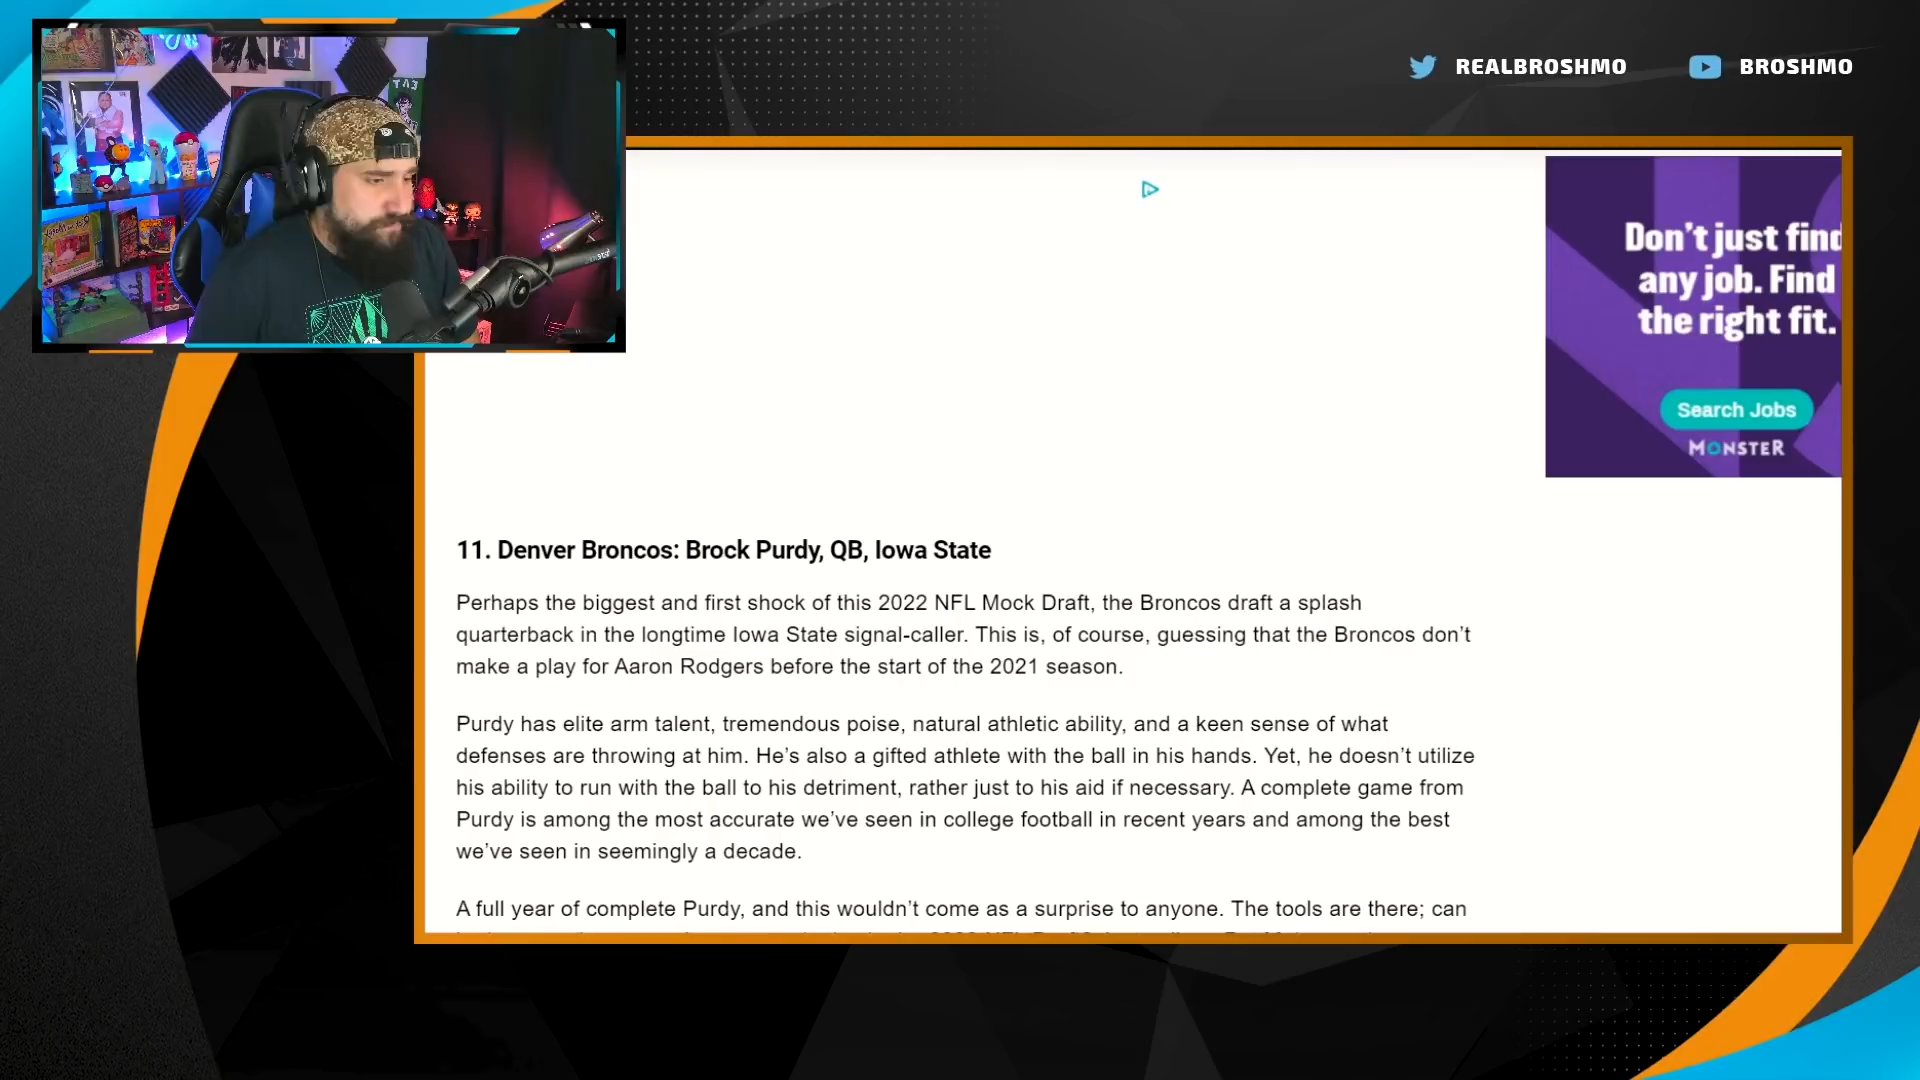 REALBROSHMO
BROSHMO
Don't just find
any job. Find
the right fit.
Search Jobs
MONSTER
11. Denver Broncos: Brock Purdy, QB, Iowa State
Perhaps the biggest and first shock of this 2022 NFL Mock Draft, the Broncos draft a splash
quarterback in the longtime Iowa State signal-caller. This is, of course, guessing that the Broncos don’t
make a play for Aaron Rodgers before the start of the 2021 season.
Purdy has elite arm talent, tremendous poise, natural athletic ability, and a keen sense of what
defenses are throwing at him. He’s also a gifted athlete with the ball in his hands. Yet, he doesn’t utilize
his ability to run with the ball to his detriment, rather just to his aid if necessary. A complete game from
Purdy is among the most accurate we’ve seen in college football in recent years and among the best
we’ve seen in seemingly a decade.
A full year of complete Purdy, and this wouldn’t come as a surprise to anyone. The tools are there; can